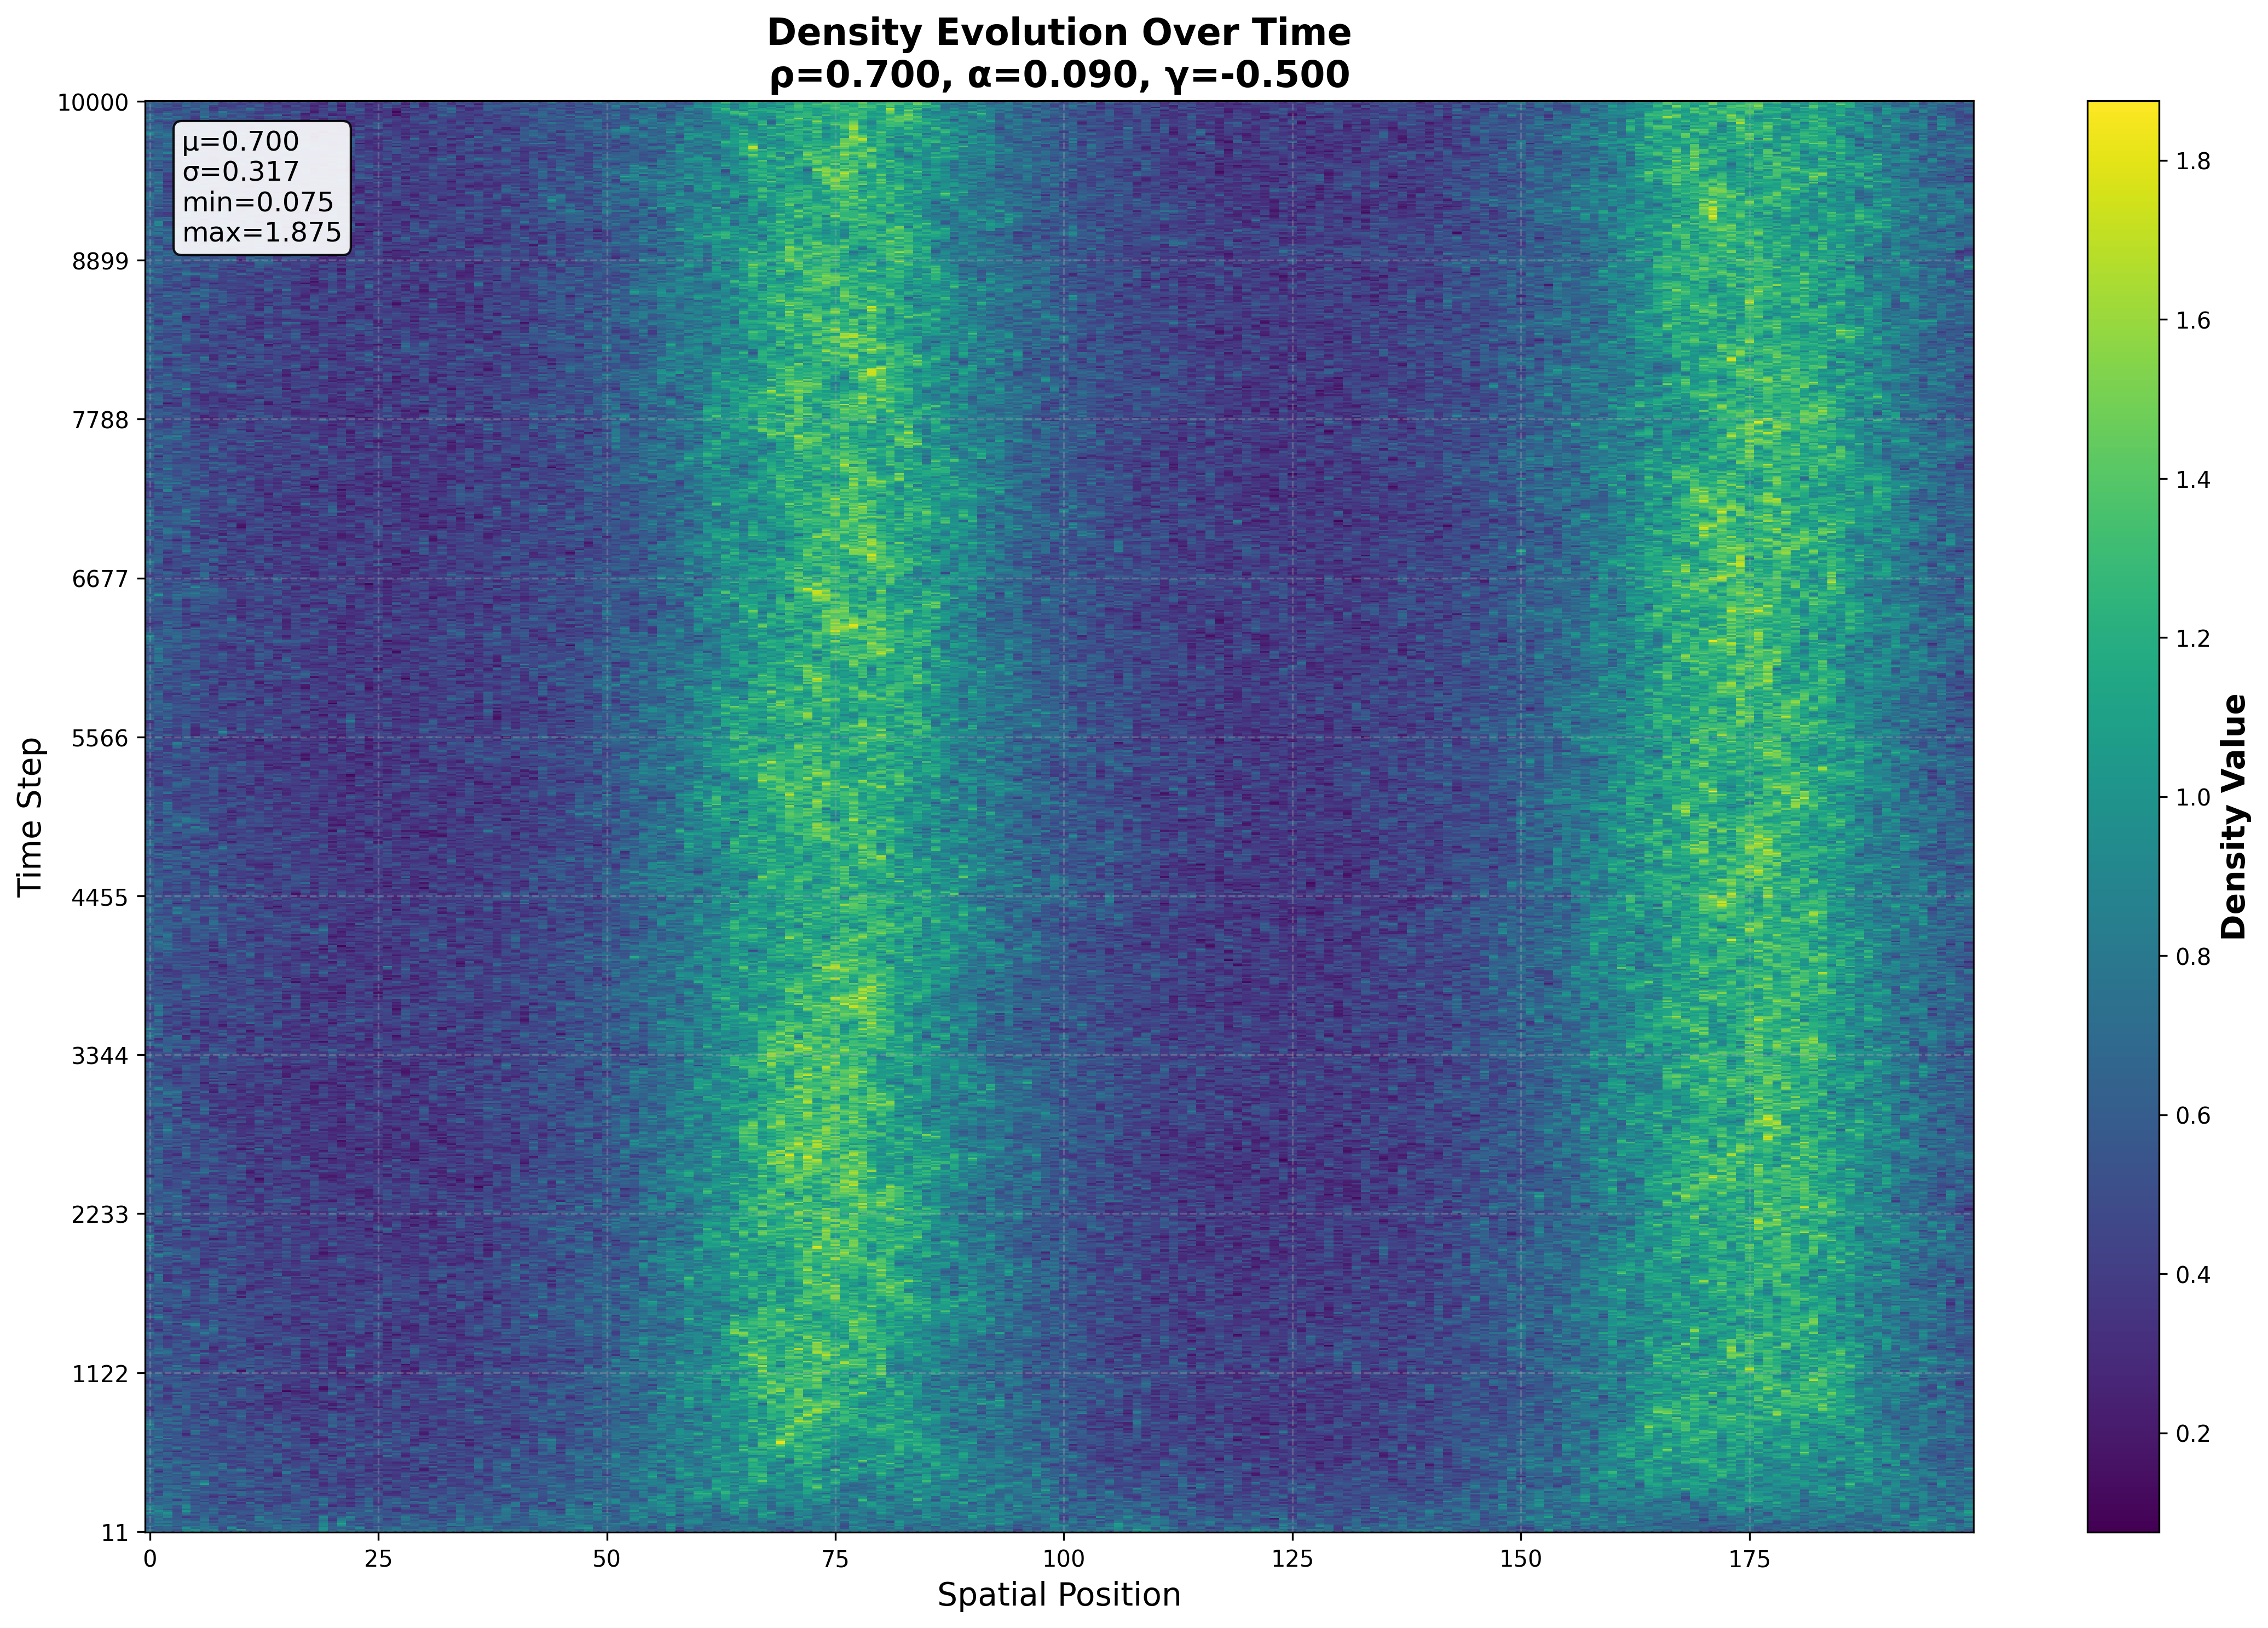 Density Evolution Over Time
ρ=0.700, α=0.090, γ=-0.500
μ=0.700
σ=0.317
min=0.075
max=1.875
10000
8899
7788
6677
5566
4455
3344
2233
1122
11
Time Step
0 25 50 75 100 125 150 175
Spatial Position
1.8
1.6
1.4
1.2
1.0
0.8
0.6
0.4
0.2
Density Value